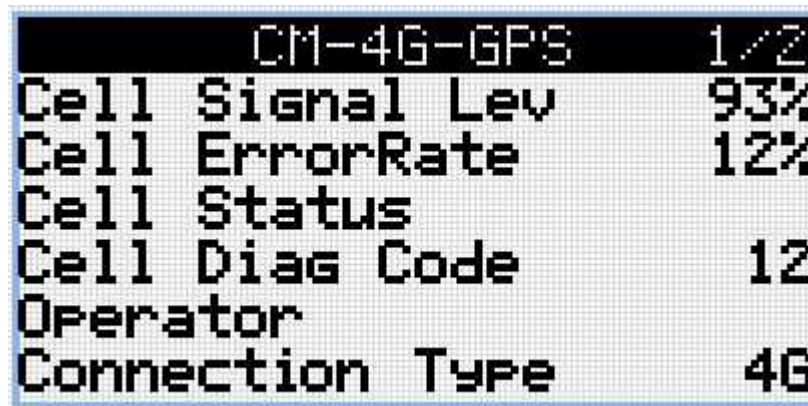 CM-4G-GPS 1/2
Cell Signal Lev 93%
Cell ErrorRate 12%
Cell Status
Cell Diag Code 12
Operator
Connection Type 4G